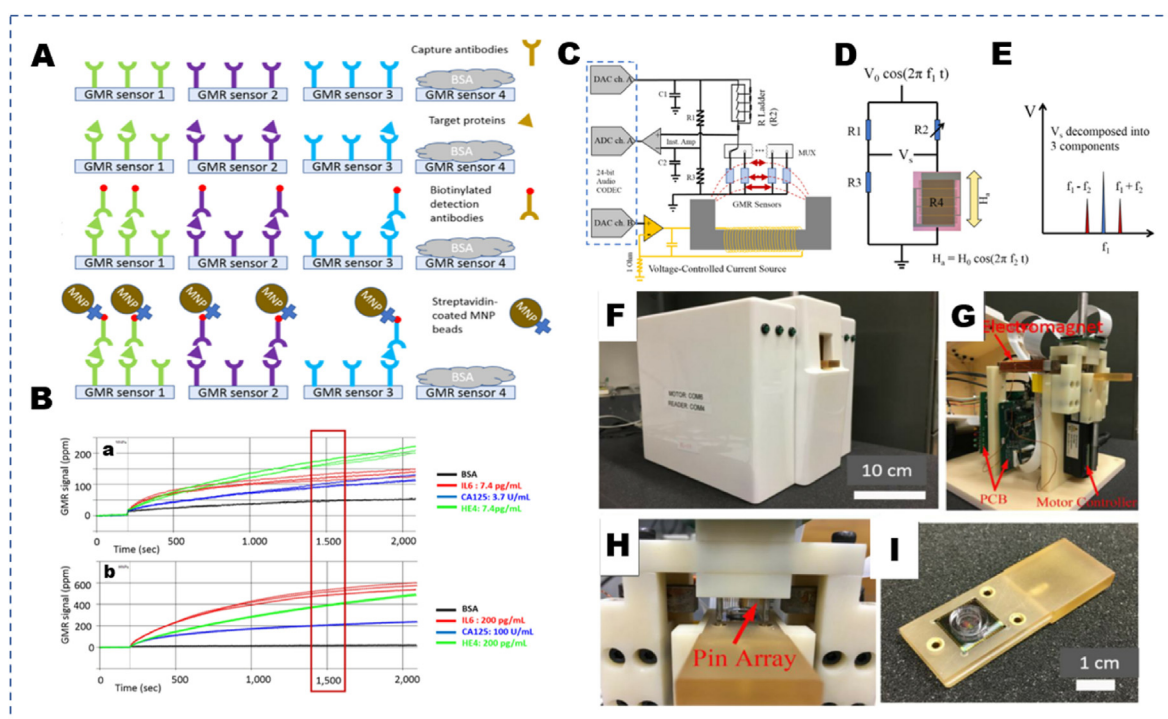 A
Capture antibodies
GMR sensor 1 GMR sensor 2 GMR sensor 3 BSA GMR sensor 4
Target proteins
GMR sensor 1 GMR sensor 2 GMR sensor 3 BSA GMR sensor 4
Biotinylated
detection
antibodies
GMR sensor 1 GMR sensor 2 GMR sensor 3 BSA GMR sensor 4
MNP MNP MNP MNP MNP
Streptavidin-
coated MNP
beads
MNP
GMR sensor 1 GMR sensor 2 GMR sensor 3 BSA GMR sensor 4
B
a
GMR signal (ppm)
200
100
0
0 500 1.000 1,500 2,000
Time (sec)
BSA
IL6 : 7.4 pg/mL
CA125: 3.7 U/mL
HE4: 7.4pg/mL
b
GMR signal (ppm)
600
400
200
0
0 500 1,000 1,500 2,000
Time (sec)
BSA
IL6 : 200 pg/mL
CA125: 100 U/mL
HE4: 200 pg/mL
C
DAC ch. A
C1
R1
R Ladder
(R2)
ADC ch. A
Inst. Amp
MUX
C2
R3
24-bit
Audio
CODEC
GMR Sensors
DAC ch. B
1 Ohm
Voltage-Controlled Current Source
D
V₀ cos(2π f₁ t)
R1
R2
Vₛ
R3
R4
Hₐ
Hₐ = H₀ cos(2π f₂ t)
E
V
Vₛ decomposed into
3 components
f₁ - f₂
f₁ + f₂
f₁
F
MOTOR: COM6
READER: COM4
10 cm
G
Electromagnet
PCB
Motor Controller
H
Pin Array
I
1 cm